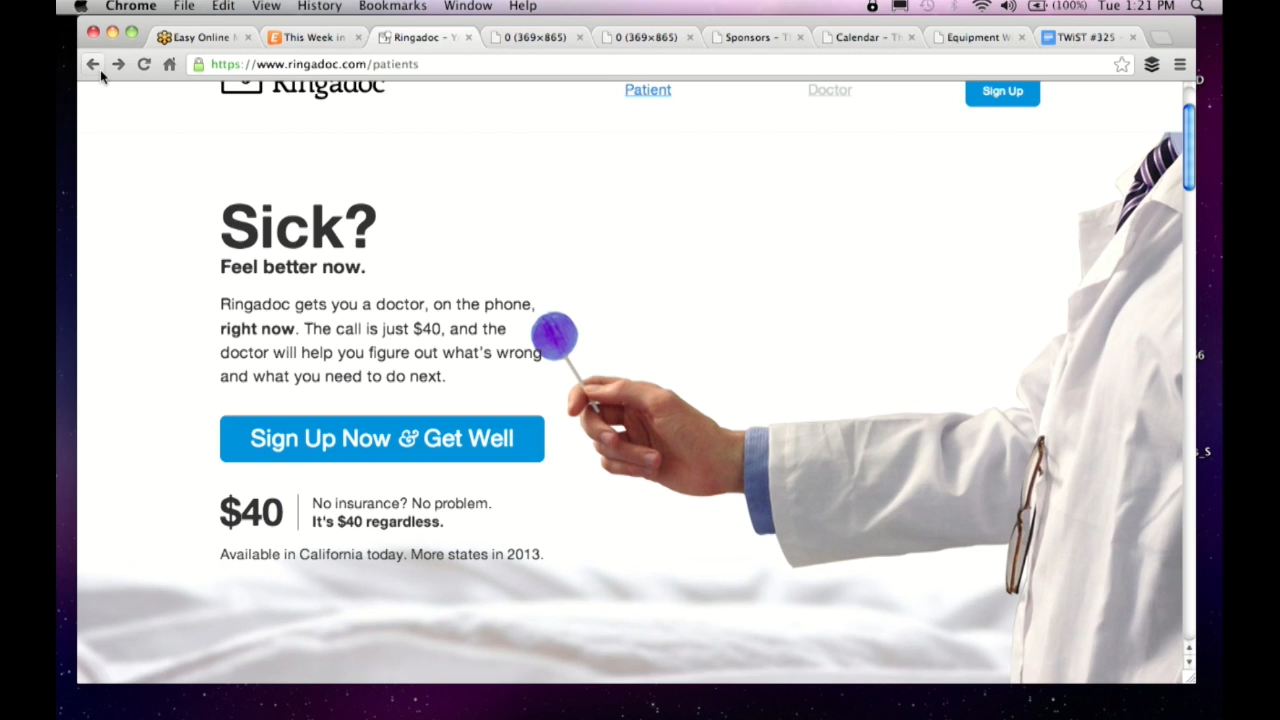 Chrome File Edit View History Bookmarks Window Help (100%) Tue 1:21 PM
Easy Online This Week in Ringadoc - 0 (369×865) 0 (369×865) Sponsors - Calendar - Equipment TWiST #325
https://www.ringadoc.com/patients
Ringadoc Patient Doctor Sign Up
Sick?
Feel better now.
Ringadoc gets you a doctor, on the phone,
right now. The call is just $40, and the
doctor will help you figure out what's wrong
and what you need to do next.
Sign Up Now & Get Well
$40 No insurance? No problem.
It's $40 regardless.
Available in California today. More states in 2013.